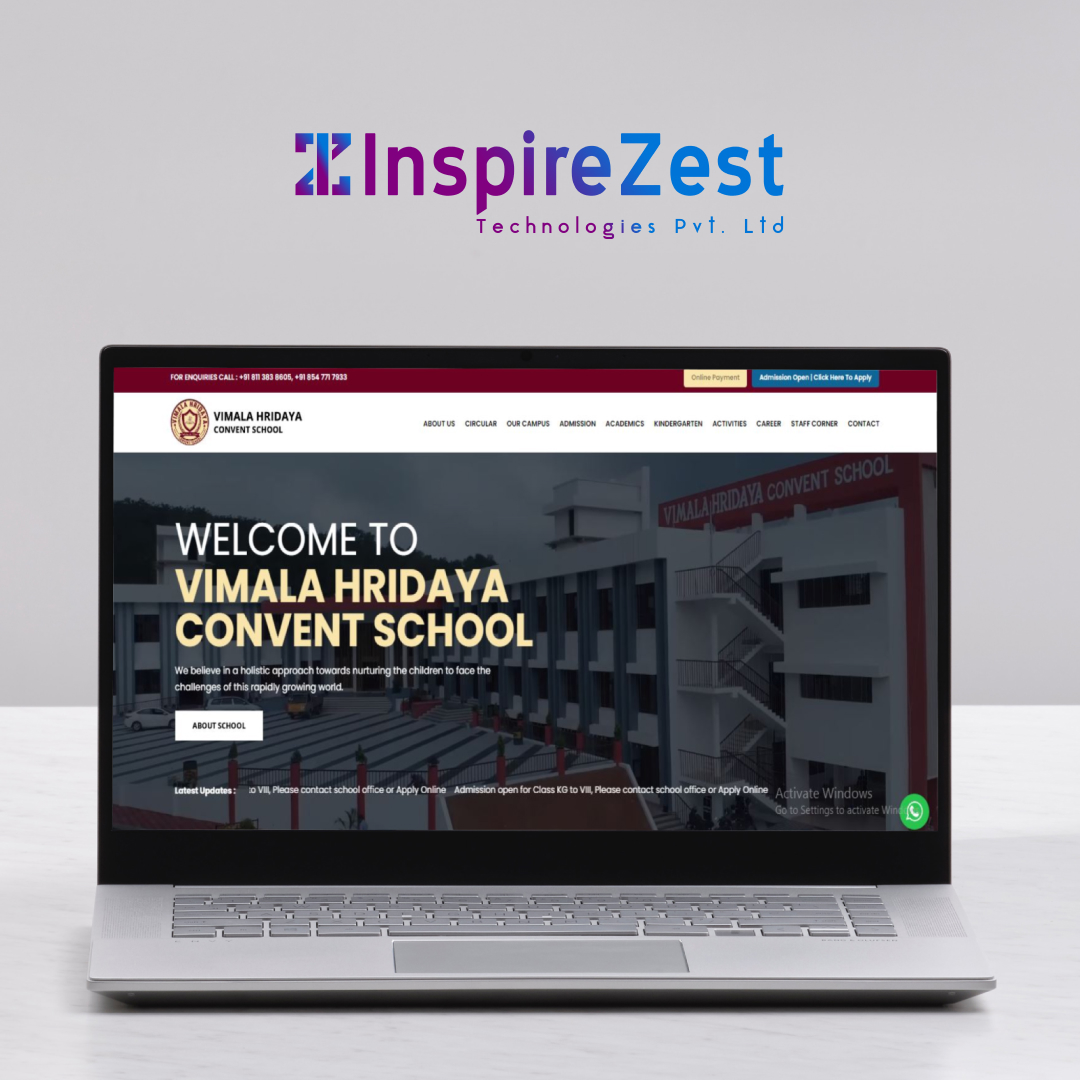 InspireZest
Technologies Pvt. Ltd
FOR ENQUIRIES CALL : +91 811 383 8605, +91 854 771 7933
Online Payment
Admission Open | Click Here To Apply
VIMALA HRIDAYA
CONVENT SCHOOL
ABOUT US CIRCULAR OUR CAMPUS ADMISSION ACADEMICS KINDERGARTEN ACTIVITIES CAREER STAFF CORNER CONTACT
VIMALA HRIDAYA CONVENT SCHOOL
WELCOME TO
VIMALA HRIDAYA
CONVENT SCHOOL
We believe in a holistic approach towards nurturing the children to face the
challenges of this rapidly growing world.
ABOUT SCHOOL
Latest Updates : to VIII, Please contact school office or Apply Online Admission open for Class KG to VIII, Please contact school office or Apply Online
Activate Windows
Go to Settings to activate Win